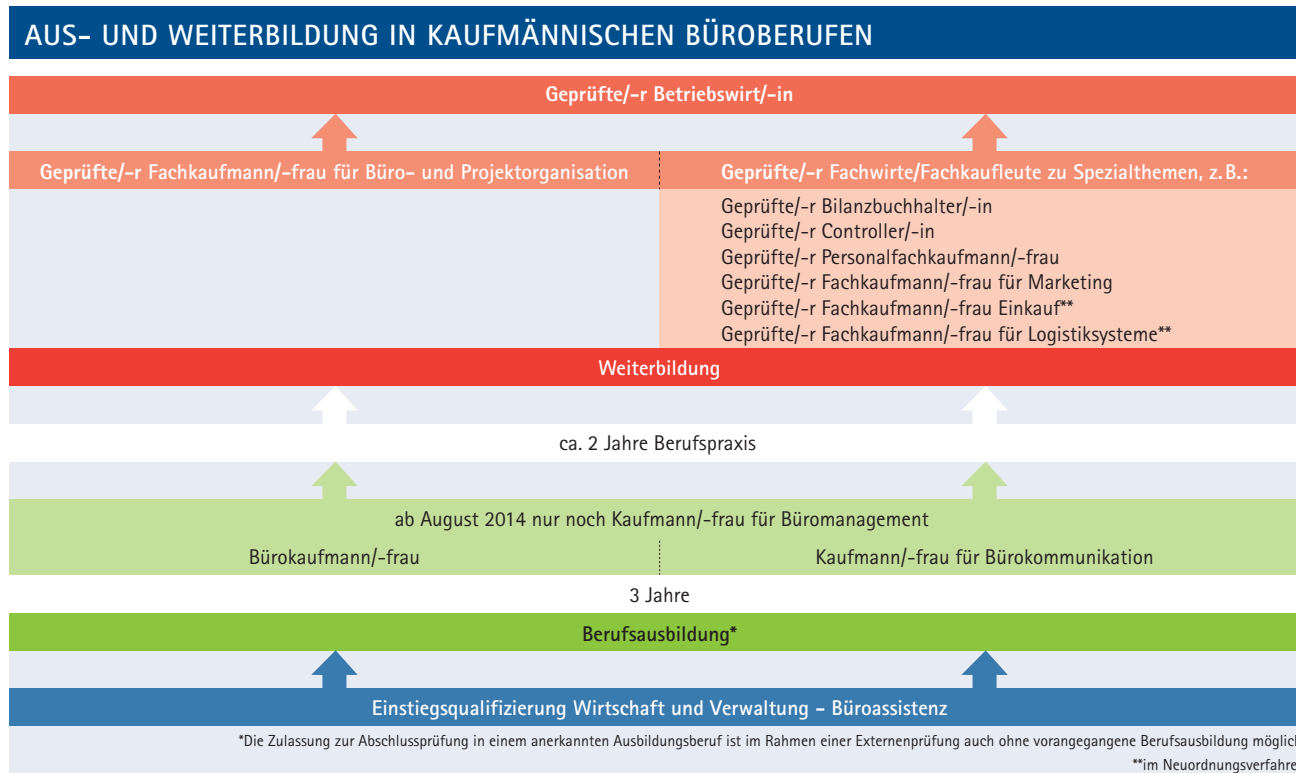 AUS- UND WEITERBILDUNG IN KAUFMÄNNISCHEN BÜROBERUFEN
Geprüfte/-r Betriebswirt/-in
Geprüfte/-r Fachkaufmann/-frau für Büro- und Projektorganisation
Geprüfte/-r Fachwirte/Fachkaufleute zu Spezialthemen, z.B.:
Geprüfte/-r Bilanzbuchhalter/-in
Geprüfte/-r Controller/-in
Geprüfte/-r Personalfachkaufmann/-frau
Geprüfte/-r Fachkaufmann/-frau für Marketing
Geprüfte/-r Fachkaufmann/-frau Einkauf**
Geprüfte/-r Fachkaufmann/-frau für Logistiksysteme**
Weiterbildung
ca. 2 Jahre Berufspraxis
ab August 2014 nur noch Kaufmann/-frau für Büromanagement
Bürokaufmann/-frau
Kaufmann/-frau für Bürokommunikation
3 Jahre
Berufsausbildung*
Einstiegsqualifizierung Wirtschaft und Verwaltung – Büroassistenz
*Die Zulassung zur Abschlussprüfung in einem anerkannten Ausbildungsberuf ist im Rahmen einer Externenprüfung auch ohne vorangegangene Berufsausbildung möglich
**im Neuordnungsverfahre